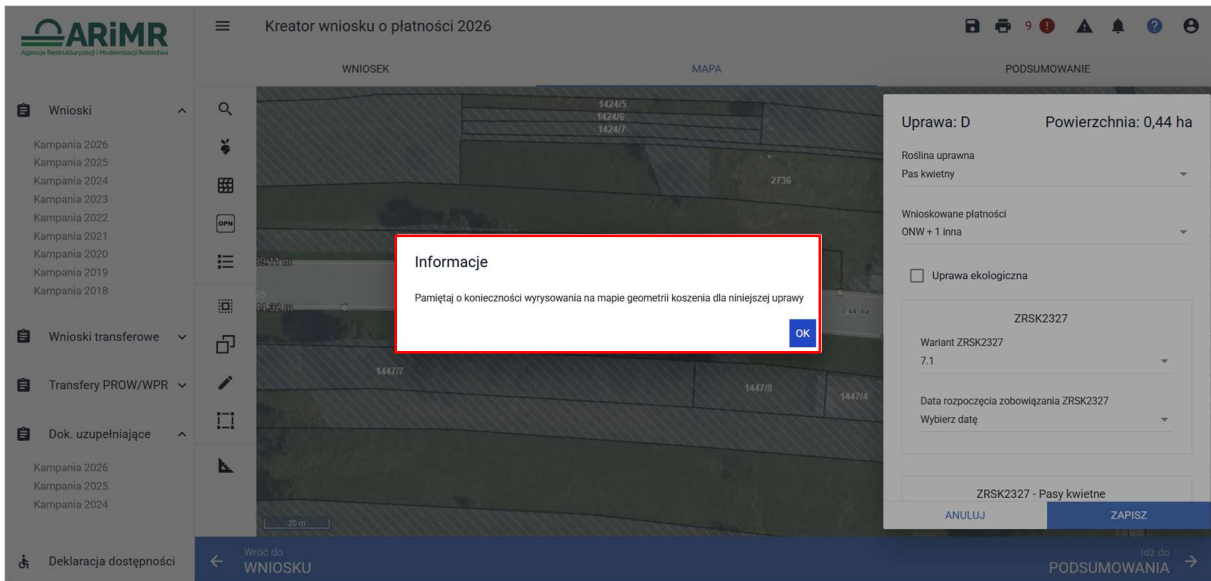 ARiMR
Agencja Restrukturyzacji i Modernizacji Rolnictwa
Kreator wniosku o płatności 2026
9
WNIOSEK
MAPA
PODSUMOWANIE
Wnioski
Kampania 2026
Kampania 2025
Kampania 2024
Kampania 2023
Kampania 2022
Kampania 2021
Kampania 2020
Kampania 2019
Kampania 2018
Wnioski transferowe
Transfery PROW/WPR
Dok. uzupełniające
Kampania 2026
Kampania 2025
Kampania 2024
Deklaracja dostępności
OPN
1424/5
1424/6
1424/7
2736
0.44 ha
1447/7
1447/8
1447/4
20 m
Informacje
Pamiętaj o konieczności wyrysowania na mapie geometrii koszenia dla niniejszej uprawy
OK
Uprawa: D
Powierzchnia: 0,44 ha
Roślina uprawna
Pas kwietny
Wnioskowane płatności
ONW + 1 inna
Uprawa ekologiczna
ZRSK2327
Wariant ZRSK2327
7.1
Data rozpoczęcia zobowiązania ZRSK2327
Wybierz datę
ZRSK2327 - Pasy kwietne
ANULUJ
ZAPISZ
Wróć do
WNIOSKU
Idź do
PODSUMOWANIA